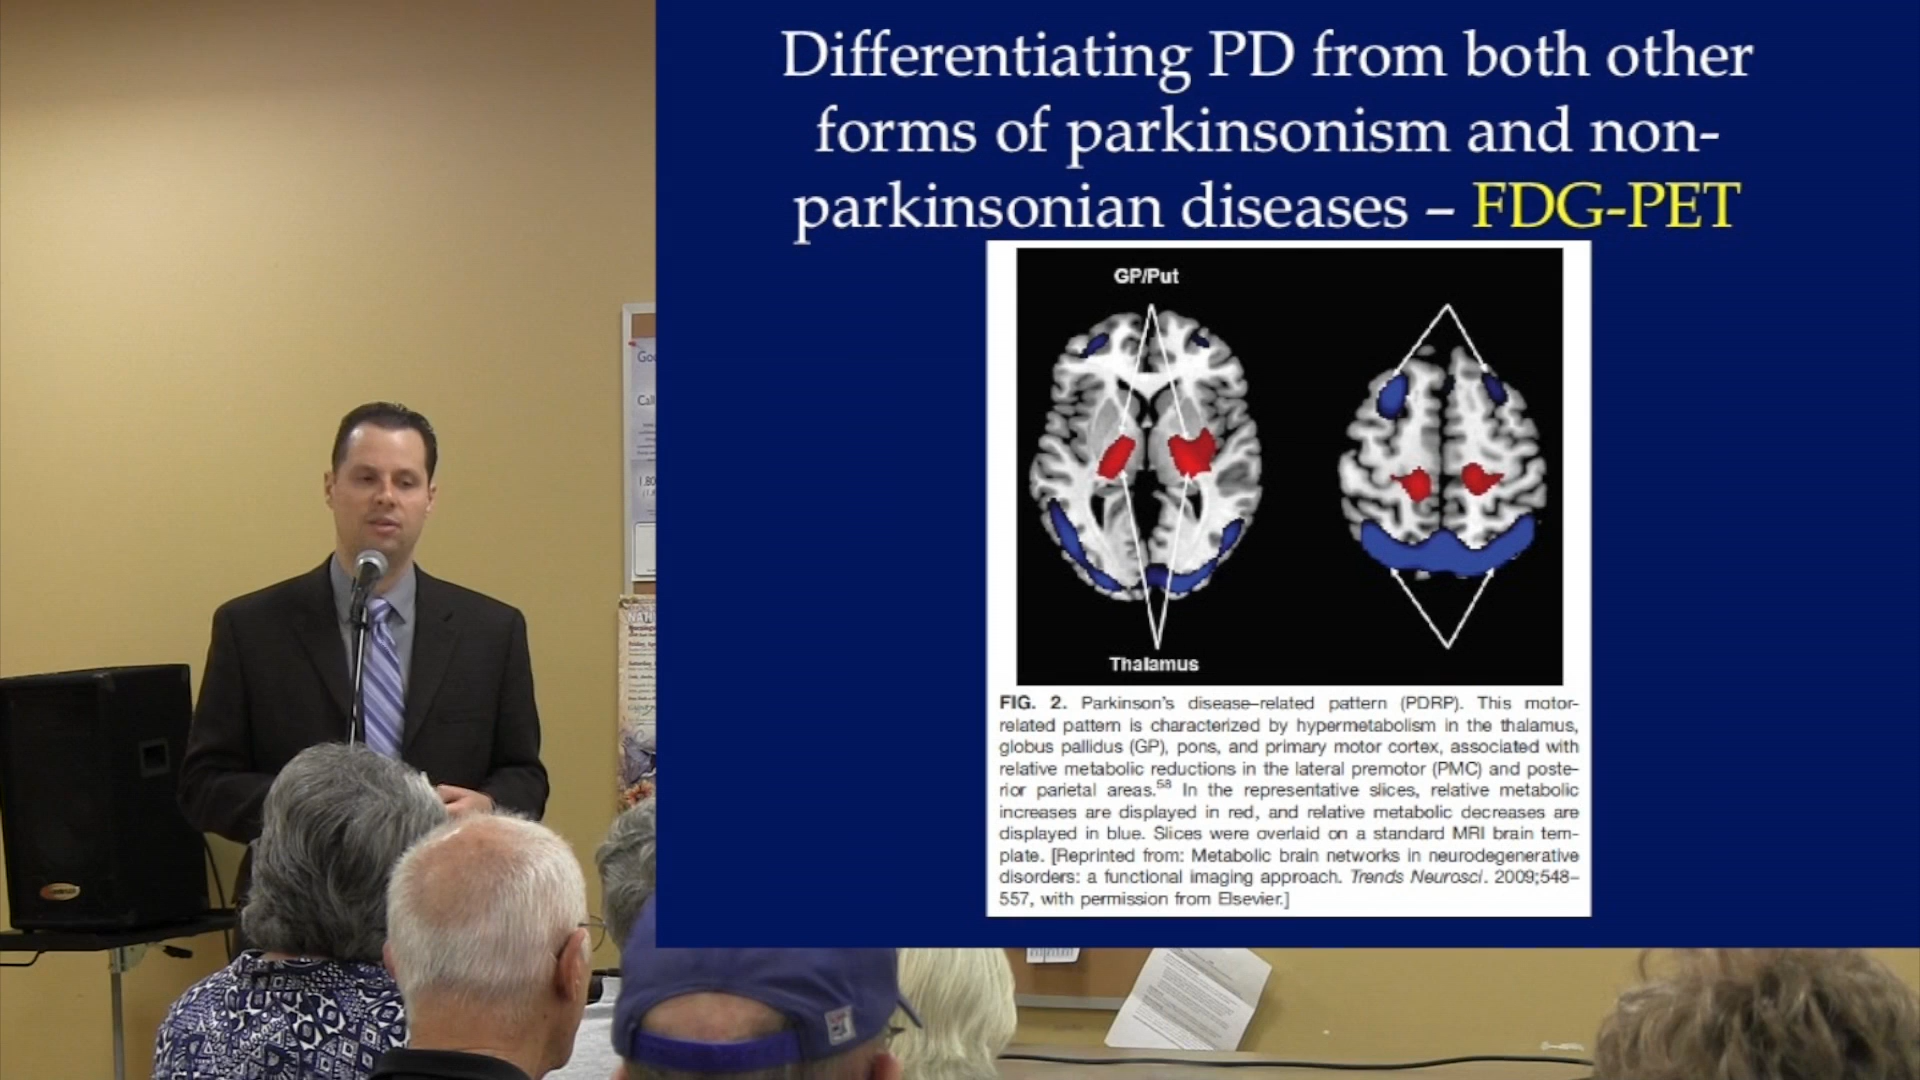 Differentiating PD from both other
forms of parkinsonism and non-
parkinsonian diseases – FDG-PET
GP/Put
Thalamus
FIG. 2. Parkinson's disease–related pattern (PDRP). This motor-
related pattern is characterized by hypermetabolism in the thalamus,
globus pallidus (GP), pons, and primary motor cortex, associated with
relative metabolic reductions in the lateral premotor (PMC) and poste-
rior parietal areas.58 In the representative slices, relative metabolic
increases are displayed in red, and relative metabolic decreases are
displayed in blue. Slices were overlaid on a standard MRI brain tem-
plate. [Reprinted from: Metabolic brain networks in neurodegenerative
disorders: a functional imaging approach. Trends Neurosci. 2009;548–
557, with permission from Elsevier.]